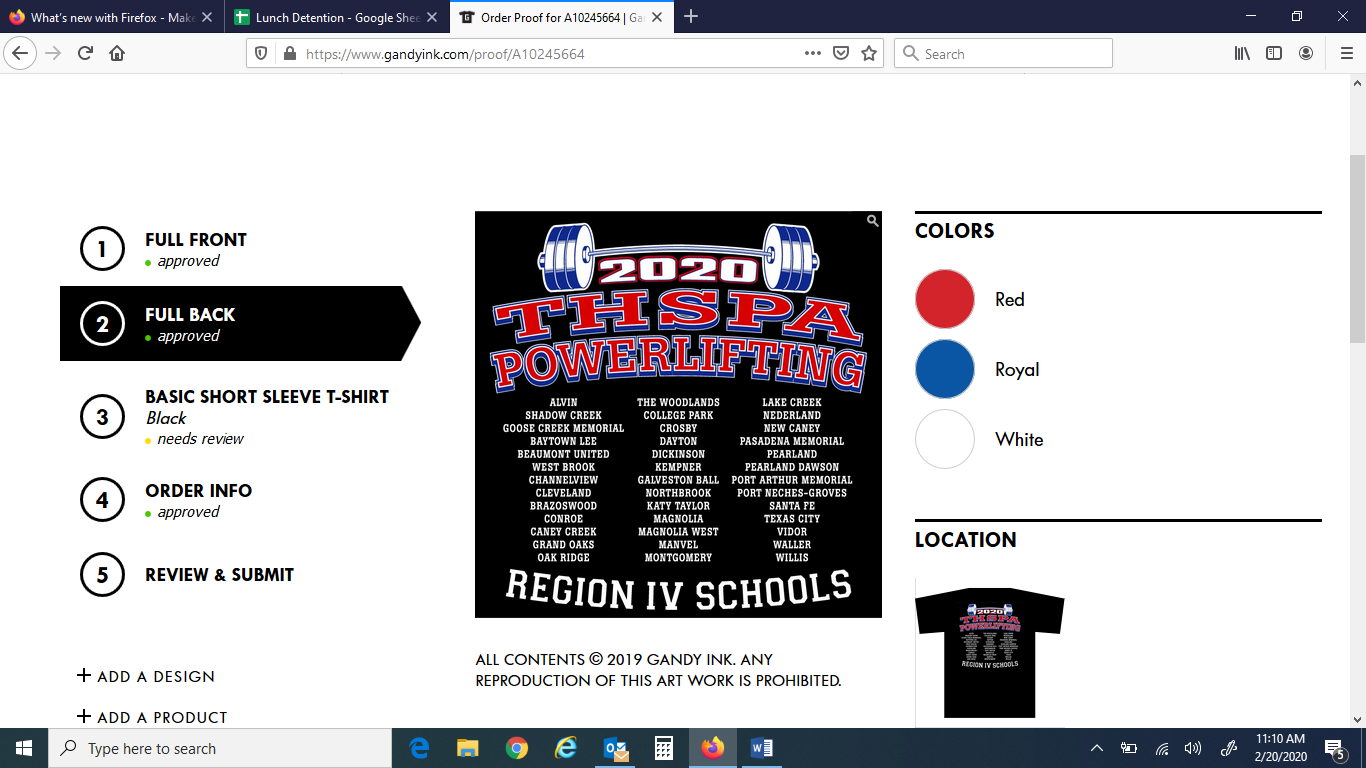 What's new with Firefox - Make
Lunch Detention - Google Shee
Order Proof for A10245664 | Ga
https://www.gandyink.com/proof/A10245664
Search
1
FULL FRONT
approved
2
FULL BACK
approved
3
BASIC SHORT SLEEVE T-SHIRT
Black
needs review
4
ORDER INFO
approved
5
REVIEW & SUBMIT
+ ADD A DESIGN
+ ADD A PRODUCT
2020
THSPA
POWERLIFTING
ALVIN THE WOODLANDS LAKE CREEK
SHADOW CREEK COLLEGE PARK NEDERLAND
GOOSE CREEK MEMORIAL CROSBY NEW CANEY
BAYTOWN LEE DAYTON PASADENA MEMORIAL
BEAUMONT UNITED DICKINSON PEARLAND
WEST BROOK KEMPNER PEARLAND DAWSON
CHANNELVIEW GALVESTON BALL PORT ARTHUR MEMORIAL
CLEVELAND NORTHBROOK PORT NECHES-GROVES
BRAZOSWOOD KATY TAYLOR SANTA FE
CONROE MAGNOLIA TEXAS CITY
CANEY CREEK MAGNOLIA WEST VIDOR
GRAND OAKS MANVEL WALLER
OAK RIDGE MONTGOMERY WILLIS
REGION IV SCHOOLS
ALL CONTENTS © 2019 GANDY INK. ANY
REPRODUCTION OF THIS ART WORK IS PROHIBITED.
COLORS
Red
Royal
White
LOCATION
2020
THSPA
POWERLIFTING
REGION IV SCHOOLS
Type here to search
11:10 AM
2/20/2020
5